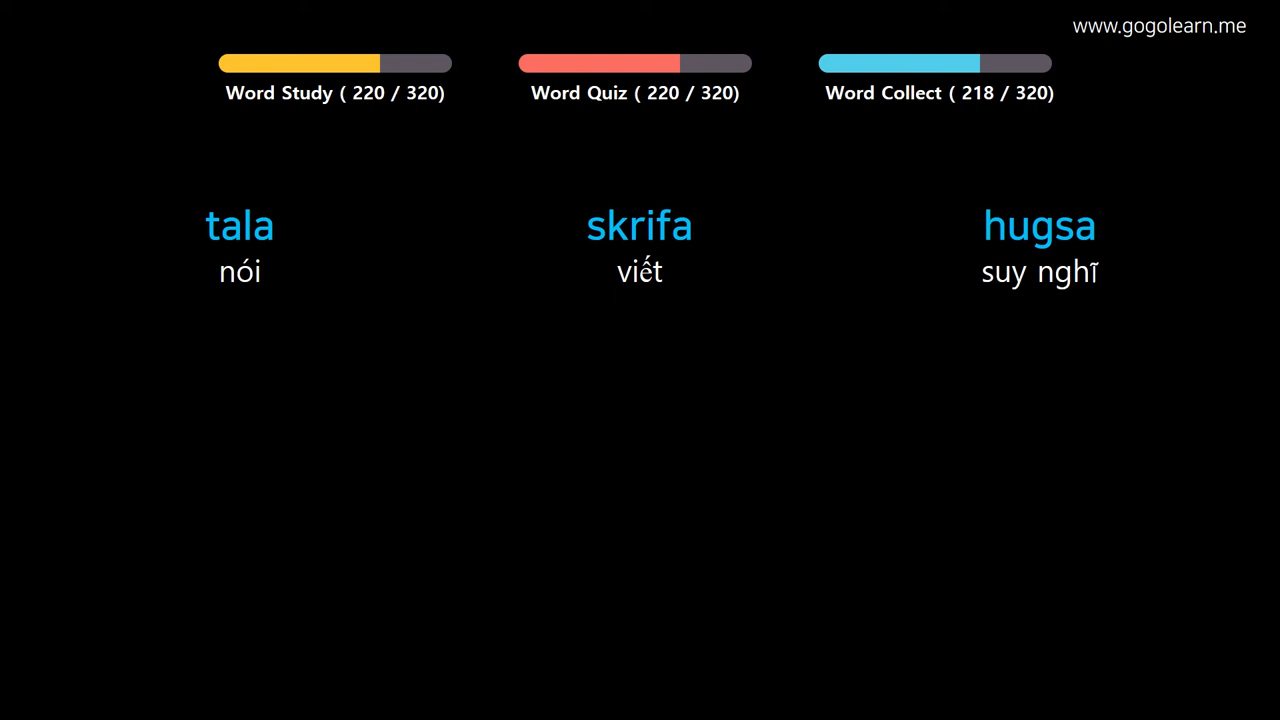 www.gogolearn.me
Word Study ( 220 / 320)
Word Quiz ( 220 / 320)
Word Collect ( 218 / 320)
tala
skrifa
hugsa
nói
viết
suy nghĩ